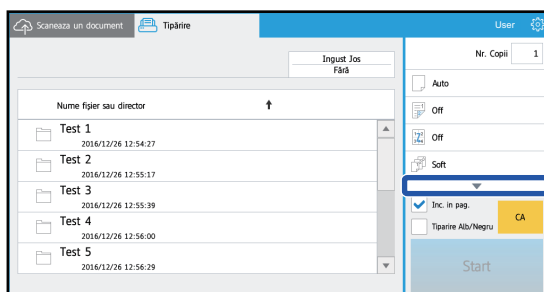 Scaneaza un document
Tipărire
User
Ingust Jos
Fără
Nr. Copii 1
Auto
Off
Off
Soft
Nume fișier sau director
Test 1
2016/12/26 12:54:27
Test 2
2016/12/26 12:55:17
Test 3
2016/12/26 12:55:39
Test 4
2016/12/26 12:56:00
Test 5
2016/12/26 12:56:29
Inc. in pag.
Tiparire Alb/Negru
CA
Start